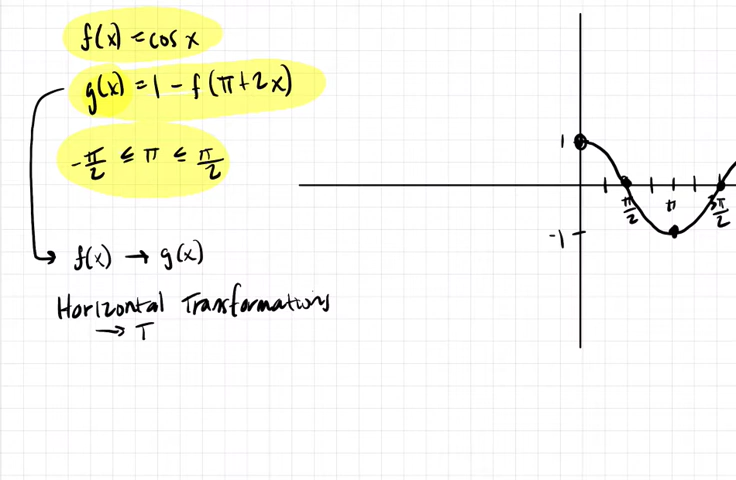 f(x) = cos x
g(x) = 1 - f(π+2x)
-π/2 ≤ π ≤ π/2
f(x) → g(x)
Horizontal Transformations
→ T
1
π/2
π
3π/2
-1